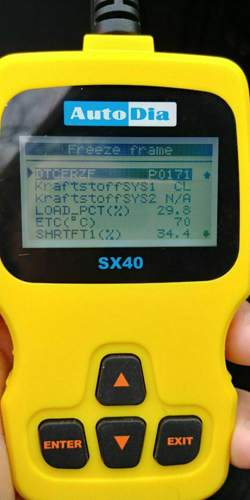 AutoDia
Freeze frame
DTCFRZF P0171
KraftstoffSYS1 CL
KraftstoffSYS2 N/A
LOAD_PCT(%) 29.8
ETC(°C) 70
SHRTFT1(%) 34.4
SX40
ENTER
EXIT